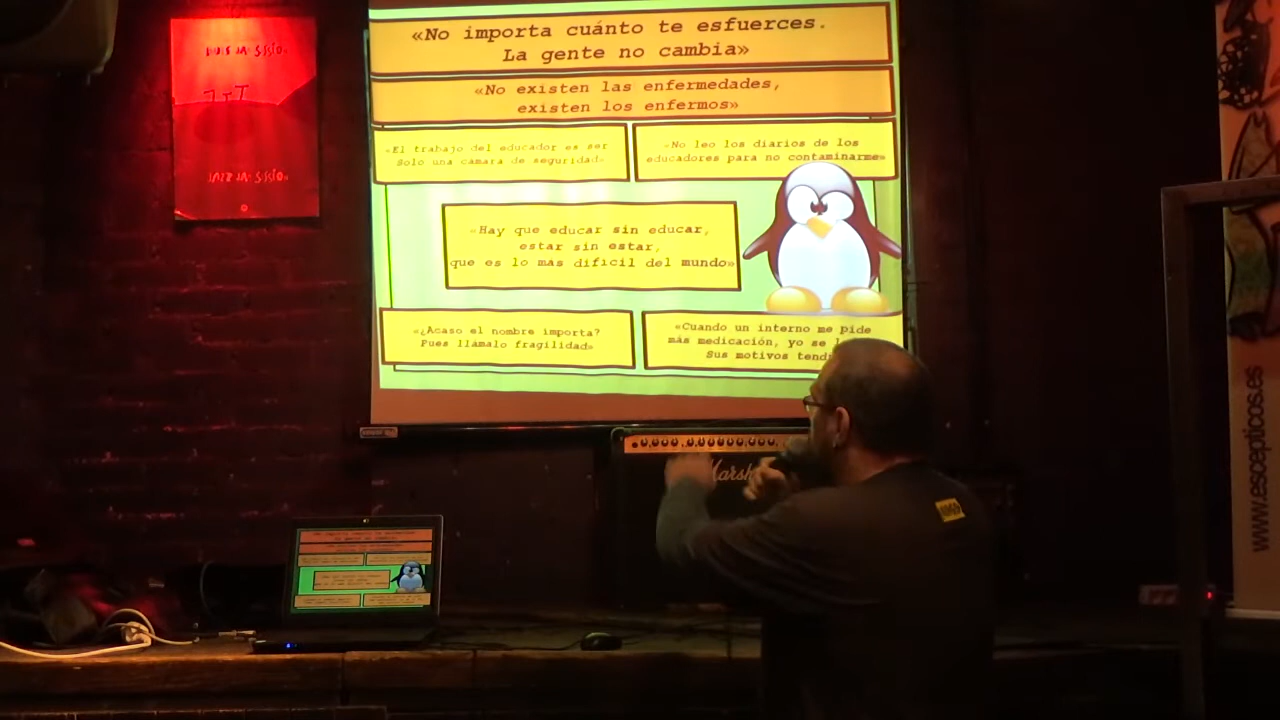 «No importa cuánto te esfuerces.
La gente no cambia»
«No existen las enfermedades,
existen los enfermos»
«El trabajo del educador es ser
Solo una cámara de seguridad»
«No leo los diarios de los
educadores para no contaminarme»
«Hay que educar sin educar,
estar sin estar,
que es lo más difícil del mundo»
«¿Acaso el nombre importa?
Pues llámalo fragilidad»
«Cuando un interno me pide
más medicación, yo se
Sus motivos
Marshall
www.escepticos.es